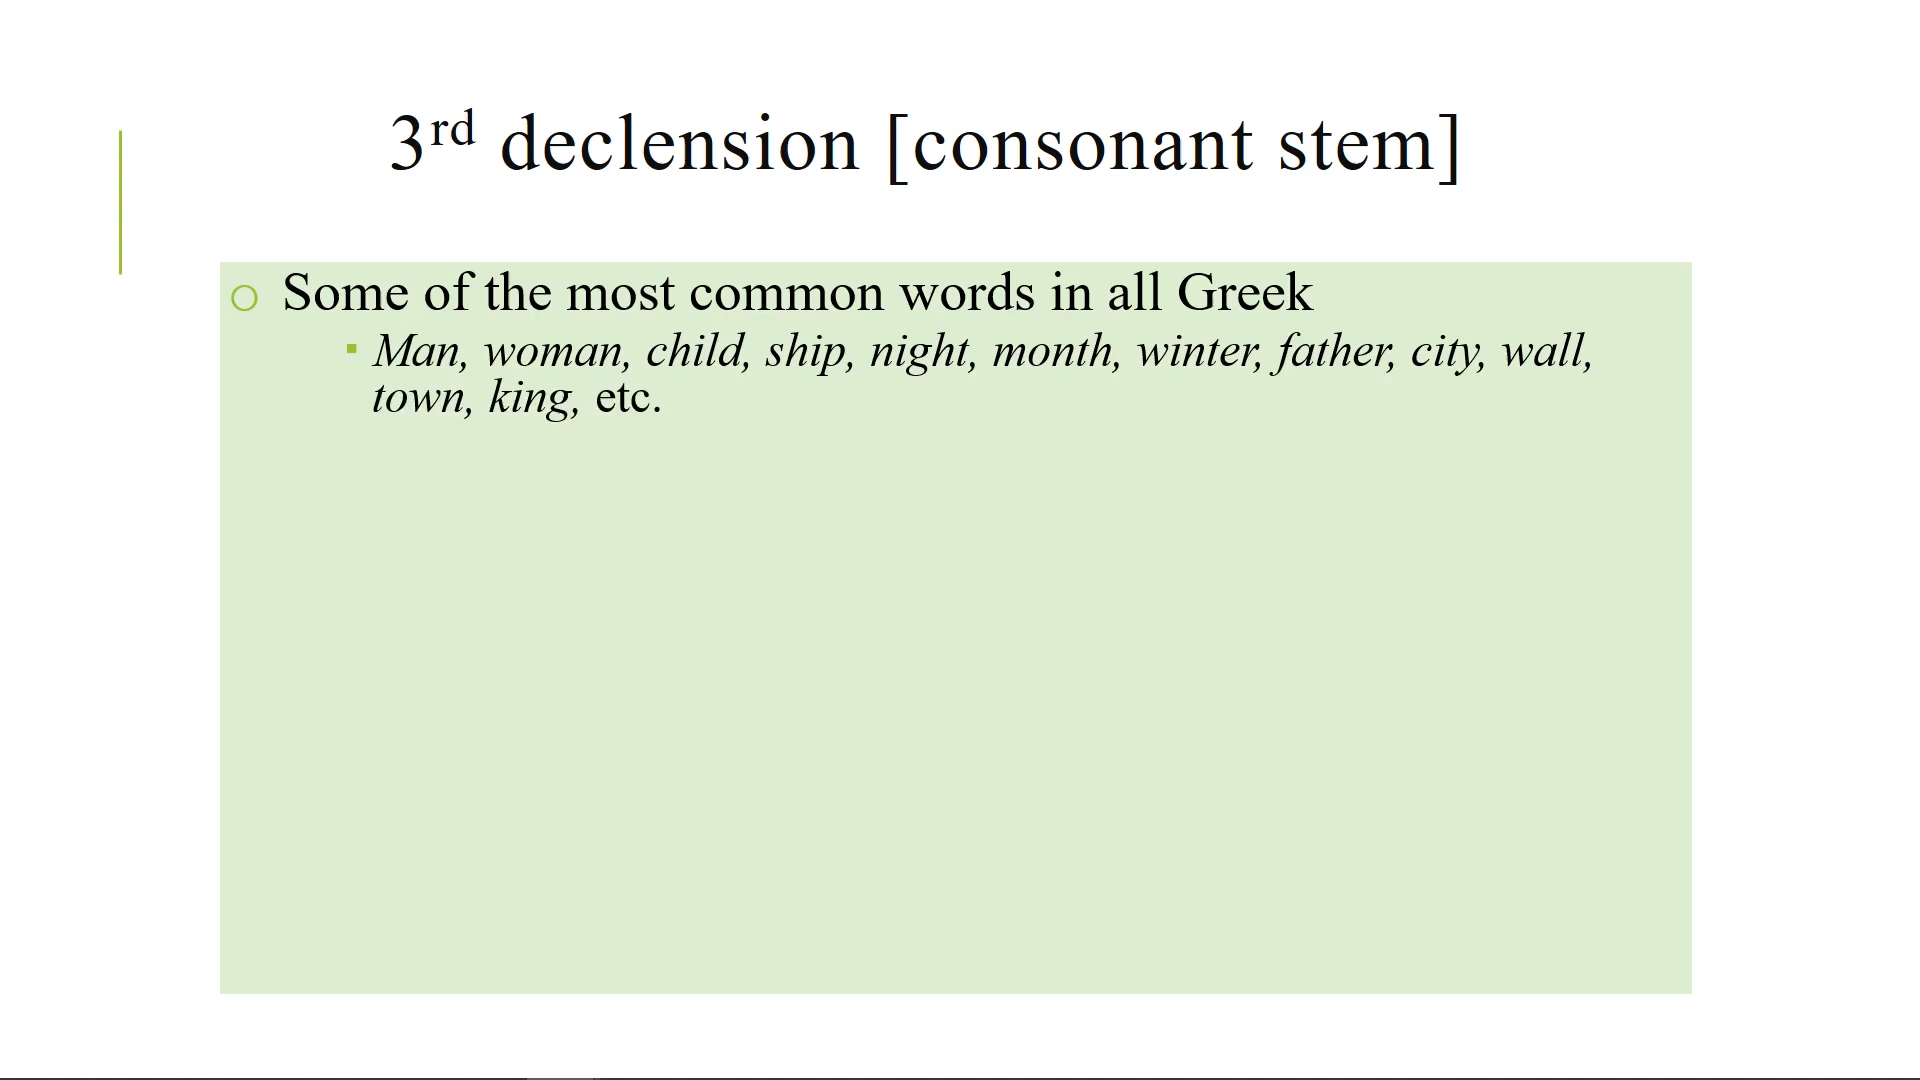 3rd declension [consonant stem]
Some of the most common words in all Greek
Man, woman, child, ship, night, month, winter, father, city, wall,
town, king, etc.